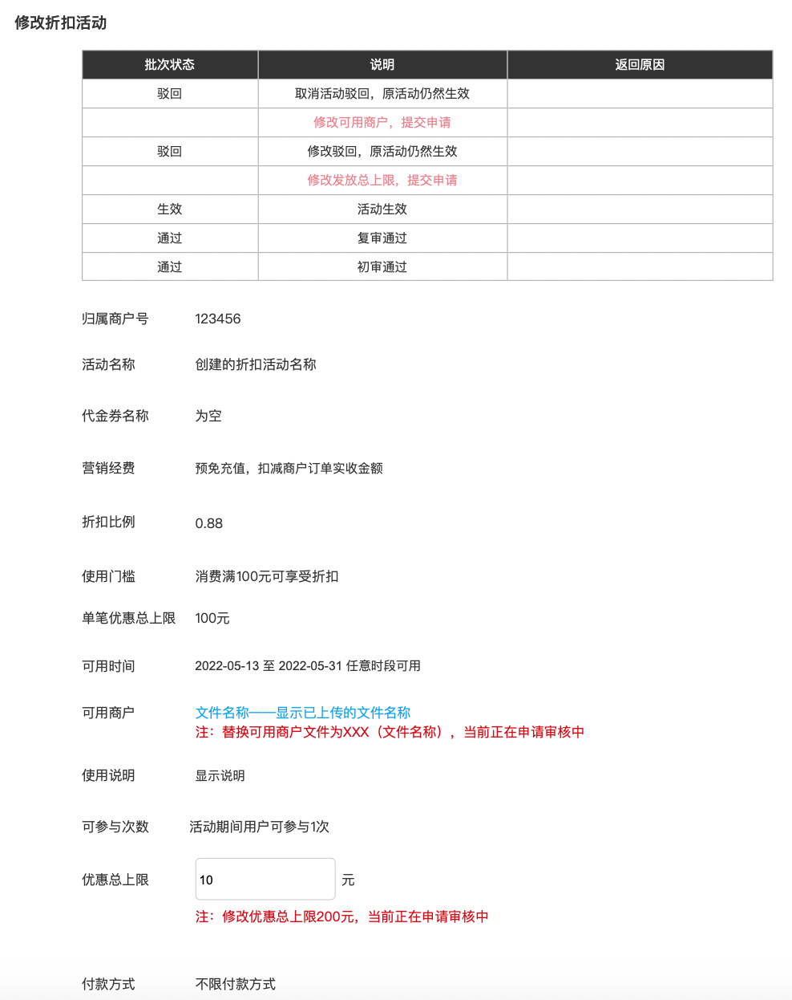 修改折扣活动
批次状态 说明 返回原因
驳回 取消活动驳回，原活动仍然生效
修改可用商户，提交申请
驳回 修改驳回，原活动仍然生效
修改发放总上限，提交申请
生效 活动生效
通过 复审通过
通过 初审通过
归属商户号 123456
活动名称 创建的折扣活动名称
代金券名称 为空
营销经费 预免充值，扣减商户订单实收金额
折扣比例 0.88
使用门槛 消费满100元可享受折扣
单笔优惠总上限 100元
可用时间 2022-05-13 至 2022-05-31 任意时段可用
可用商户 文件名称——显示已上传的文件名称
注：替换可用商户文件为XXX（文件名称），当前正在申请审核中
使用说明 显示说明
可参与次数 活动期间用户可参与1次
优惠总上限 10 元
注：修改优惠总上限200元，当前正在申请审核中
付款方式 不限付款方式